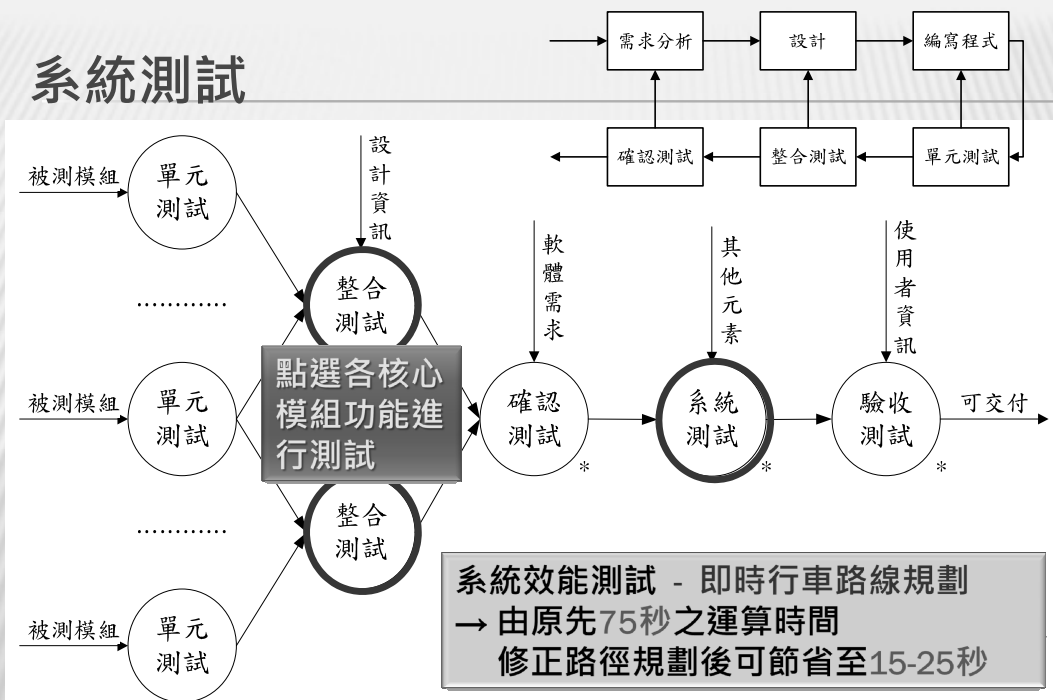 系統測試
需求分析
設計
編寫程式
確認測試
整合測試
單元測試
被測模組
單元
測試
…………
被測模組
單元
測試
…………
被測模組
單元
測試
設計資訊
整合
測試
點選各核心
模組功能進
行測試
整合
測試
軟體需求
確認
測試
*
其他元素
系統
測試
*
使用者資訊
驗收
測試
*
可交付
系統效能測試 - 即時行車路線規劃
→ 由原先75秒之運算時間
修正路徑規劃後可節省至15-25秒